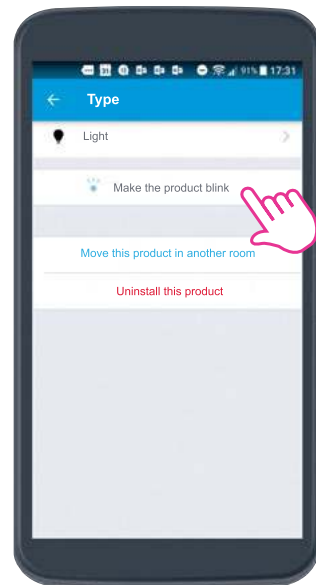 91% 17:31
Type
Light
Make the product blink
Move this product in another room
Uninstall this product